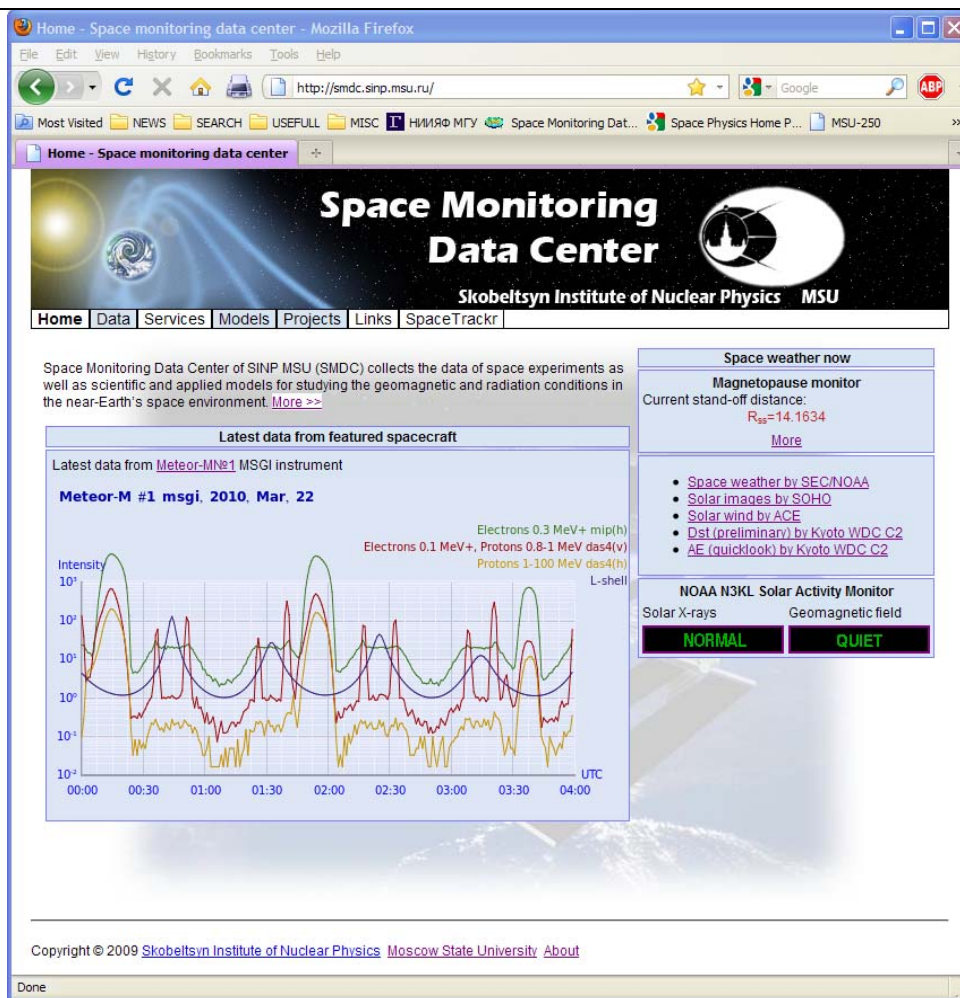 Home - Space monitoring data center - Mozilla Firefox
File Edit View History Bookmarks Tools Help
http://smdc.sinp.msu.ru/
Google
ABP
Most Visited NEWS SEARCH USEFULL MISC НИИЯФ МГУ Space Monitoring Dat... Space Physics Home P... MSU-250 »
Home - Space monitoring data center
Space Monitoring
Data Center
Skobeltsyn Institute of Nuclear Physics MSU
Home Data Services Models Projects Links SpaceTrackr
Space Monitoring Data Center of SINP MSU (SMDC) collects the data of space experiments as
well as scientific and applied models for studying the geomagnetic and radiation conditions in
the near-Earth's space environment. More >>
Latest data from featured spacecraft
Latest data from Meteor-M№1 MSGI instrument
Meteor-M #1 msgi, 2010, Mar, 22
Electrons 0.3 MeV+ mip(h)
Electrons 0.1 MeV+, Protons 0.8-1 MeV das4(v)
Protons 1-100 MeV das4(h)
L-shell
Intensity
10³
10²
10¹
10⁰
10⁻¹
10⁻²
UTC
00:00 00:30 01:00 01:30 02:00 02:30 03:00 03:30 04:00
Space weather now
Magnetopause monitor
Current stand-off distance:
Rss=14.1634
More
Space weather by SEC/NOAA
Solar images by SOHO
Solar wind by ACE
Dst (preliminary) by Kyoto WDC C2
AE (quicklook) by Kyoto WDC C2
NOAA N3KL Solar Activity Monitor
Solar X-rays Geomagnetic field
NORMAL QUIET
Copyright © 2009 Skobeltsyn Institute of Nuclear Physics Moscow State University About
Done